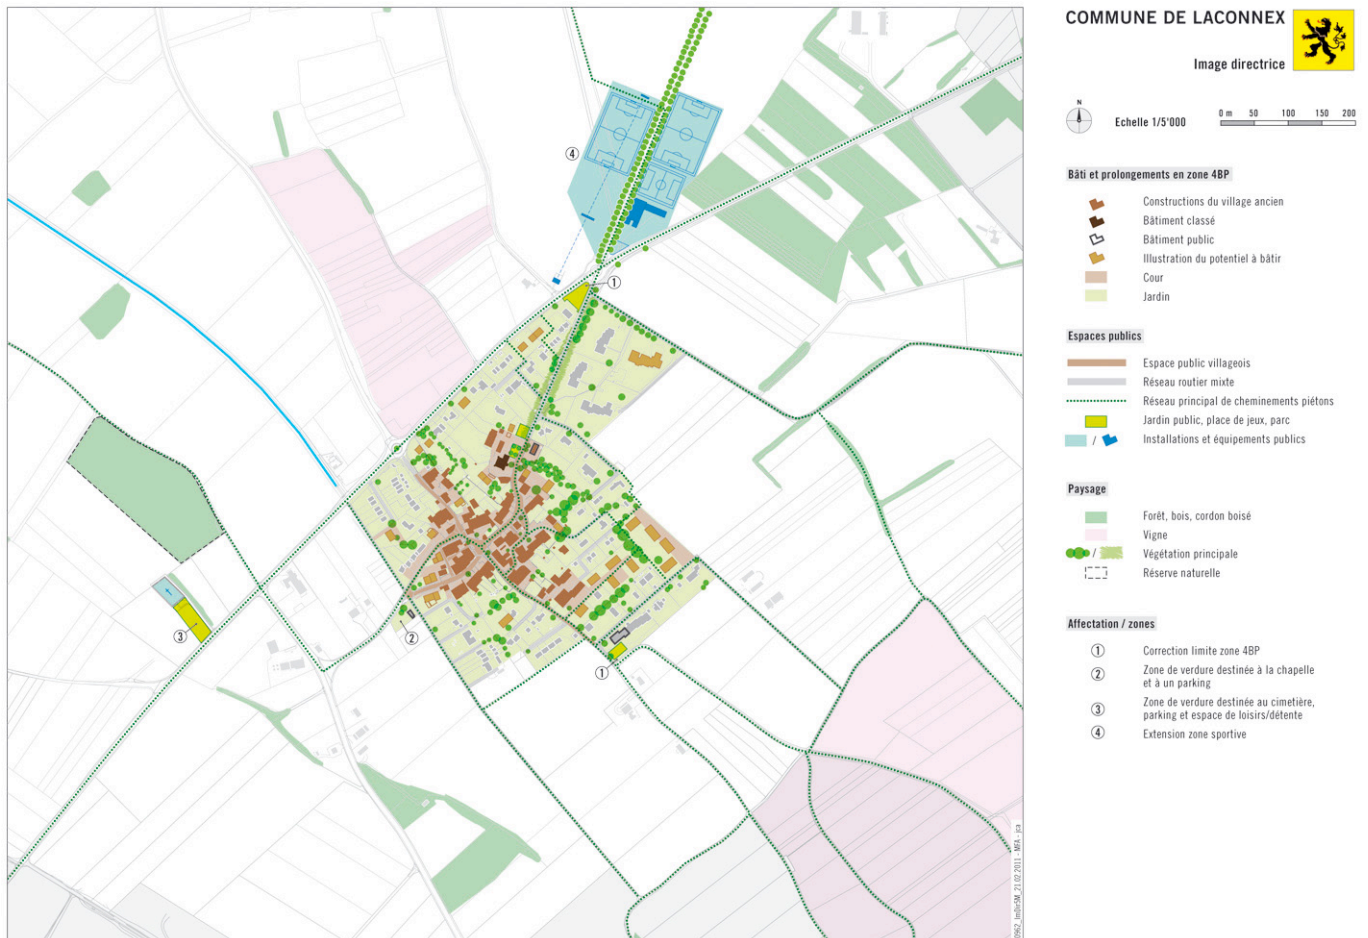 COMMUNE DE LACONNEX
Image directrice
N
Echelle 1/5'000
0 m 50 100 150 200
Bâti et prolongements en zone 4BP
Constructions du village ancien
Bâtiment classé
Bâtiment public
Illustration du potentiel à bâtir
Cour
Jardin
Espaces publics
Espace public villageois
Réseau routier mixte
Réseau principal de cheminements piétons
Jardin public, place de jeux, parc
/ Installations et équipements publics
Paysage
Forêt, bois, cordon boisé
Vigne
/ Végétation principale
Réserve naturelle
Affectation / zones
1 Correction limite zone 4BP
2 Zone de verdure destinée à la chapelle
et à un parking
3 Zone de verdure destinée au cimetière,
parking et espace de loisirs/détente
4 Extension zone sportive
4
1
3
2
1